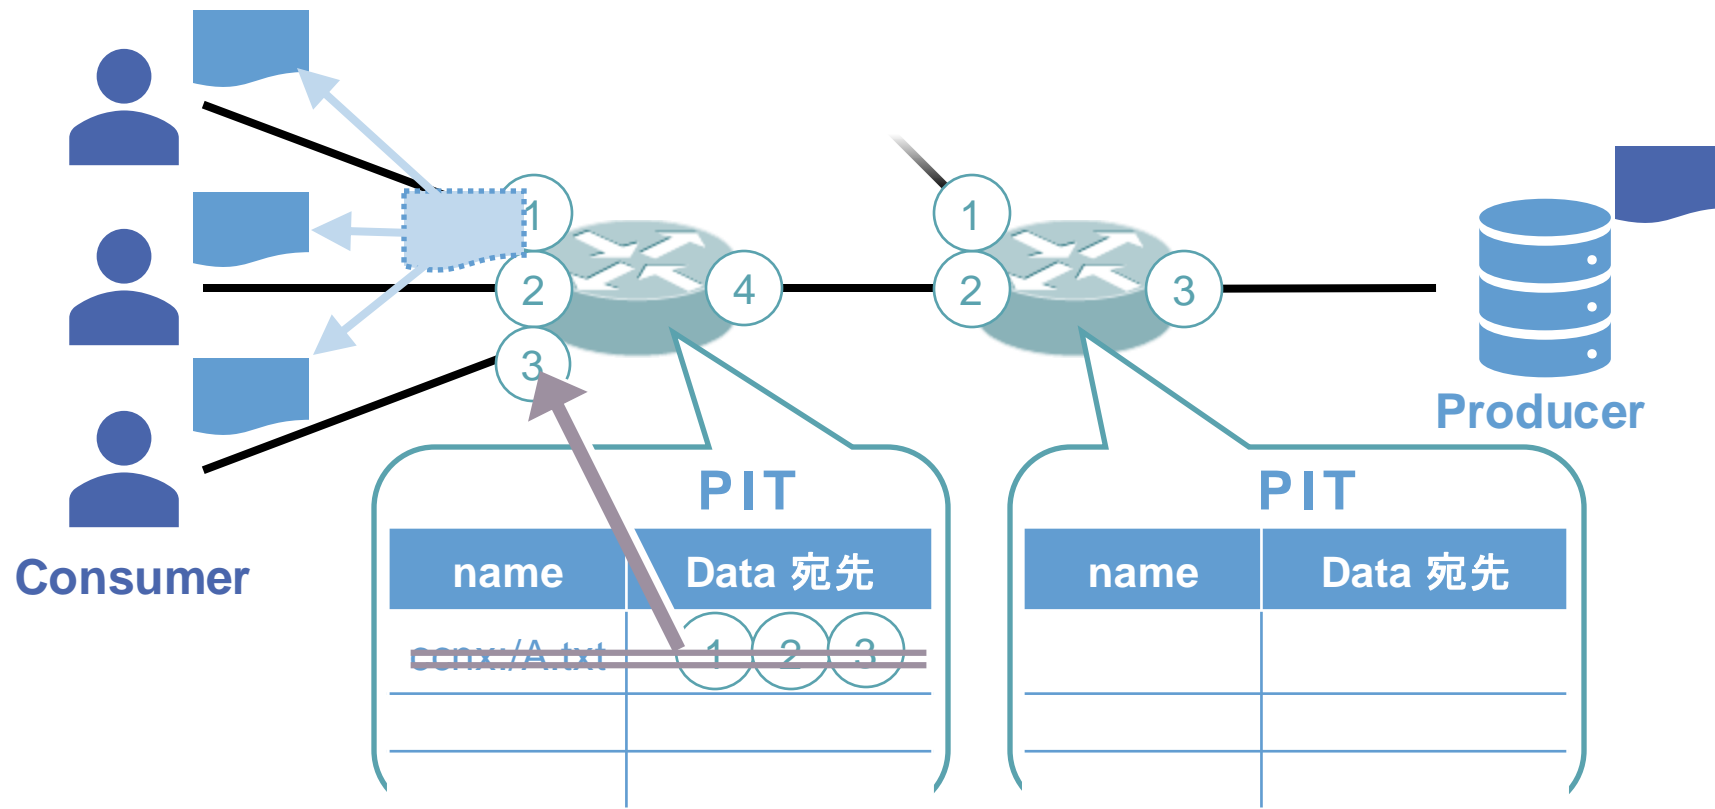 1
1
2
4
2
3
3
Producer
PIT
PIT
Consumer
name
Data 宛先
name
Data 宛先
ccnx:/A.txt
1
2
3